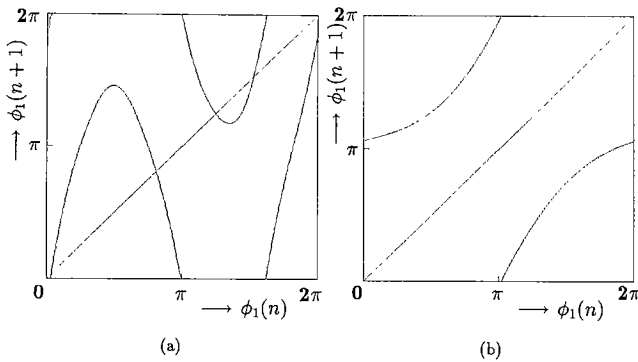 2π
2π
⟶ ϕ₁(n + 1)
⟶ ϕ₁(n + 1)
π
π
0
π
2π
0
π
2π
⟶ ϕ₁(n)
⟶ ϕ₁(n)
(a)
(b)